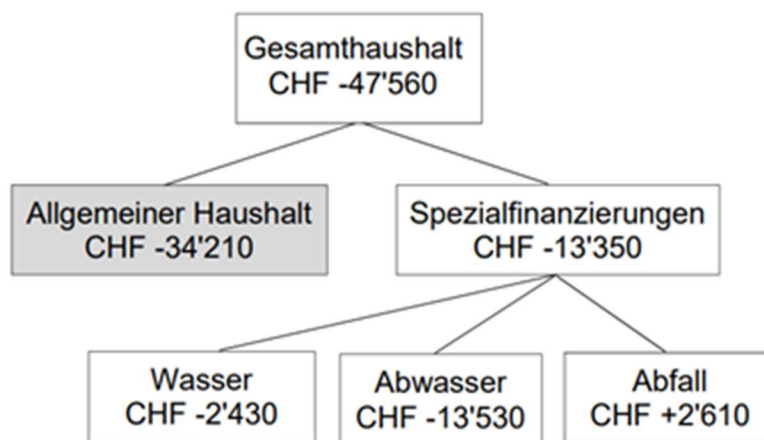 Gesamthaushalt
CHF -47'560
Allgemeiner Haushalt
CHF -34'210
Spezialfinanzierungen
CHF -13'350
Wasser
CHF -2'430
Abwasser
CHF -13'530
Abfall
CHF +2'610